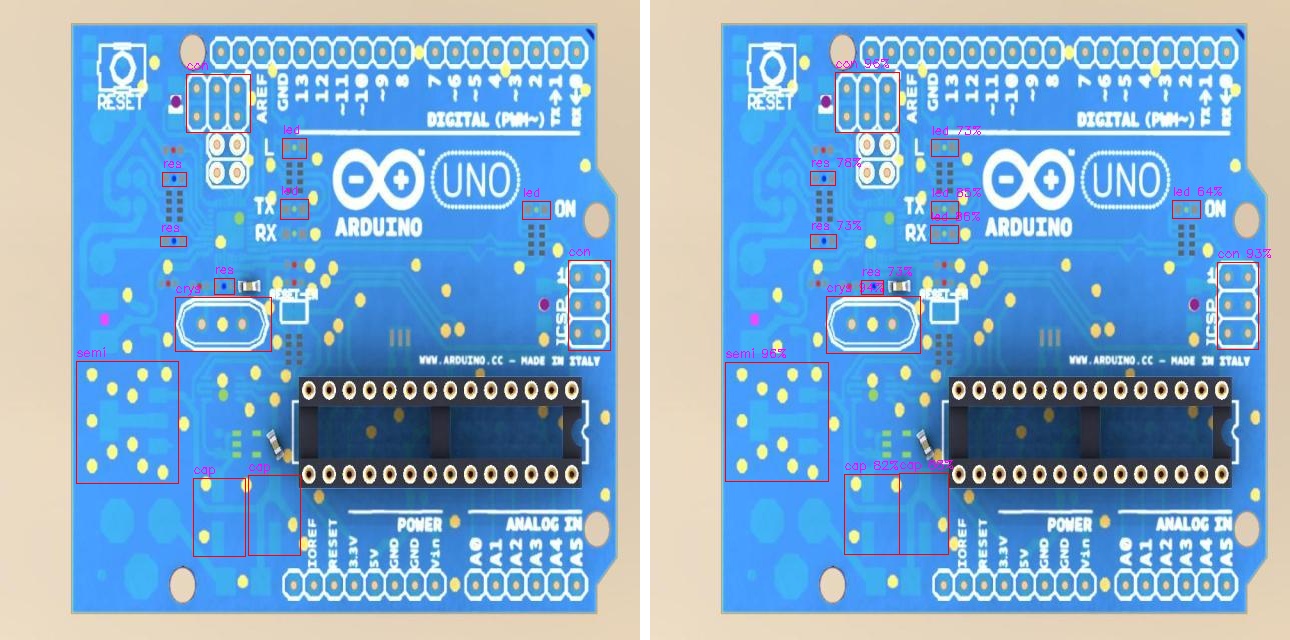 con
RESET
AREF
GND
13
12
~11
~10
~9
8
7
~6
~5
4
~3
2
TX→1
RX←0
DIGITAL (PWM~)
led
L
res
UNO
led
TX
led
ON
ARDUINO
RX
res
con
res
RESET-EN
crys
ICSP
WWW.ARDUINO.CC - MADE IN ITALY
semi
cap
cap
POWER
ANALOG IN
IOREF
RESET
3.3V
5V
GND
GND
Vin
A0
A1
A2
A3
A4
A5
con 96%
RESET
AREF
GND
13
12
~11
~10
~9
8
7
~6
~5
4
~3
2
TX→1
RX←0
DIGITAL (PWM~)
led 73%
L
res 78%
UNO
led 64%
TX
led 85%
ON
ARDUINO
RX
res 73%
con 93%
res 73%
RESET-EN
crys 94%
ICSP
WWW.ARDUINO.CC - MADE IN ITALY
semi 96%
cap 82%
POWER
ANALOG IN
IOREF
RESET
3.3V
5V
GND
GND
Vin
A0
A1
A2
A3
A4
A5